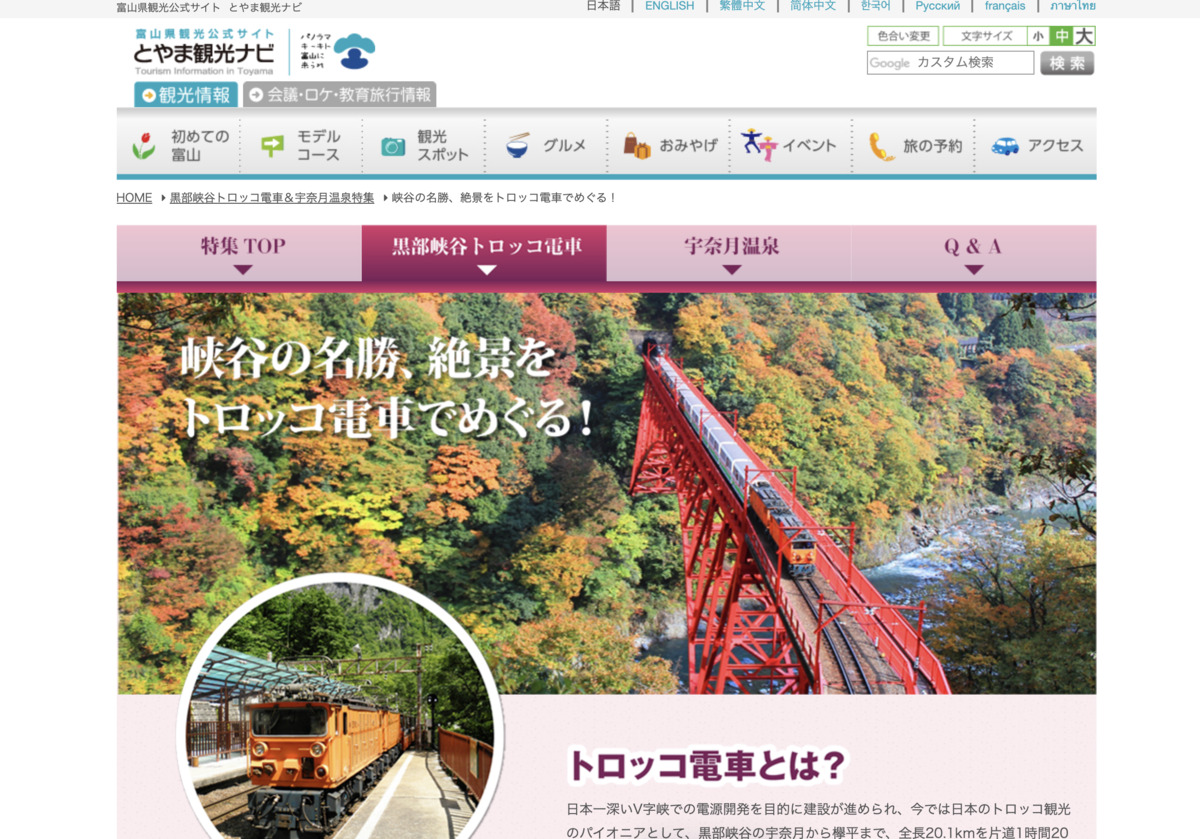 富山県観光公式サイト とやま観光ナビ
日本語 | ENGLISH | 繁體中文 | 简体中文 | 한국어 | Русский | français | ภาษาไทย
富山県観光公式サイト
とやま観光ナビ
Tourism Information in Toyama
パノラマ
キトキト
富山に
来られ
色合い変更 文字サイズ 小 中 大
Google カスタム検索 検索
観光情報 会議・ロケ・教育旅行情報
初めての
富山
モデル
コース
観光
スポット
グルメ
おみやげ
イベント
旅の予約
アクセス
HOME 黒部峡谷トロッコ電車&宇奈月温泉特集 峡谷の名勝、絶景をトロッコ電車でめぐる!
特集 TOP 黒部峡谷トロッコ電車 宇奈月温泉 Q & A
峡谷の名勝、絶景を
トロッコ電車でめぐる!
トロッコ電車とは?
日本一深いV字峡での電源開発を目的に建設が進められ、今では日本のトロッコ観光
のパイオニアとして、黒部峡谷の宇奈月から欅平まで、全長20.1kmを片道1時間20